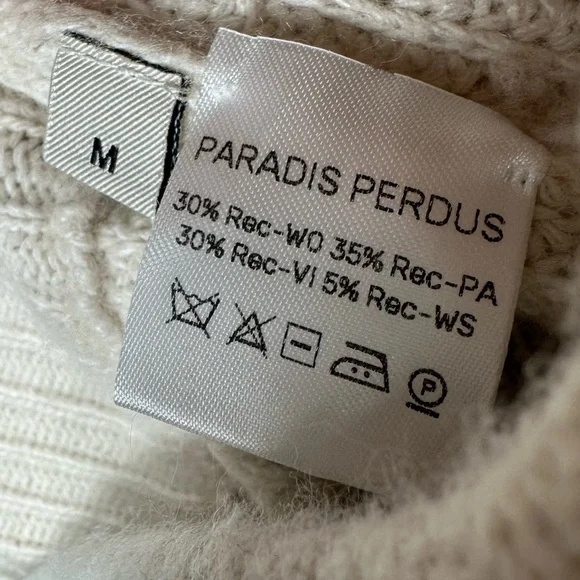 M
PARADIS PERDUS
30% Rec-WO 35% Rec-PA
30% Rec-VI 5% Rec-WS
P